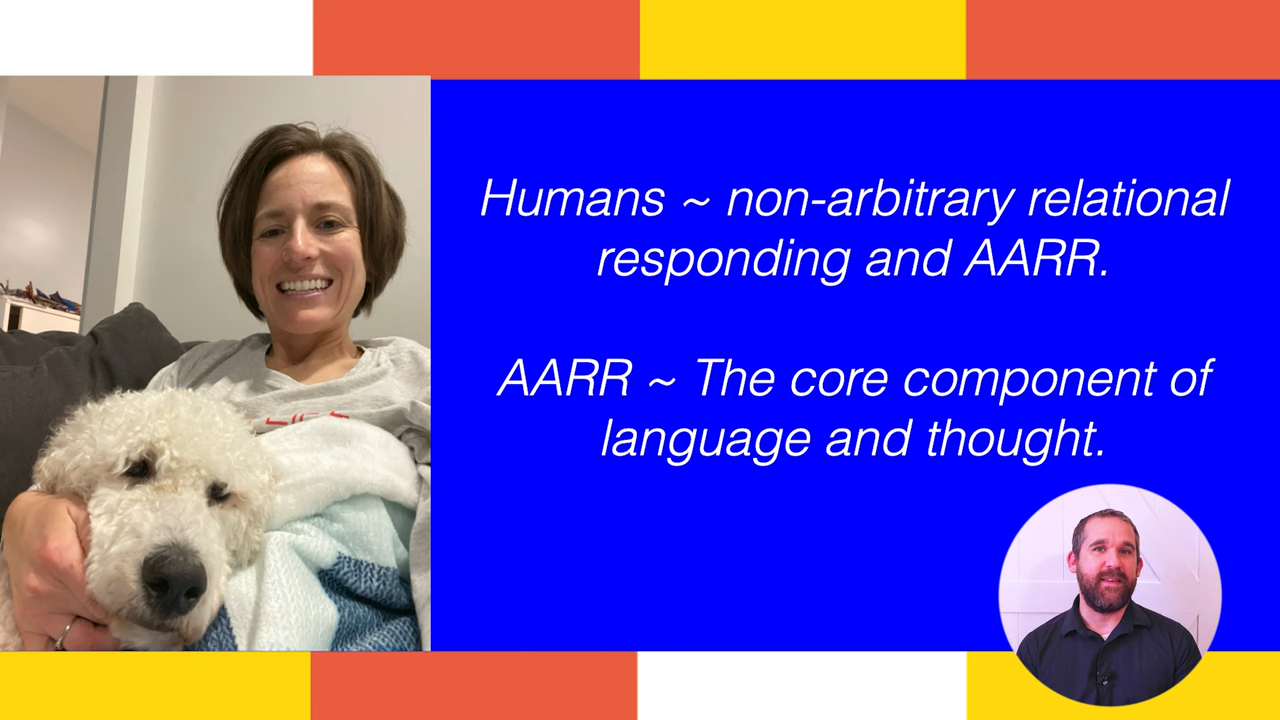 Humans ~ non-arbitrary relational
responding and AARR.
AARR ~ The core component of
language and thought.